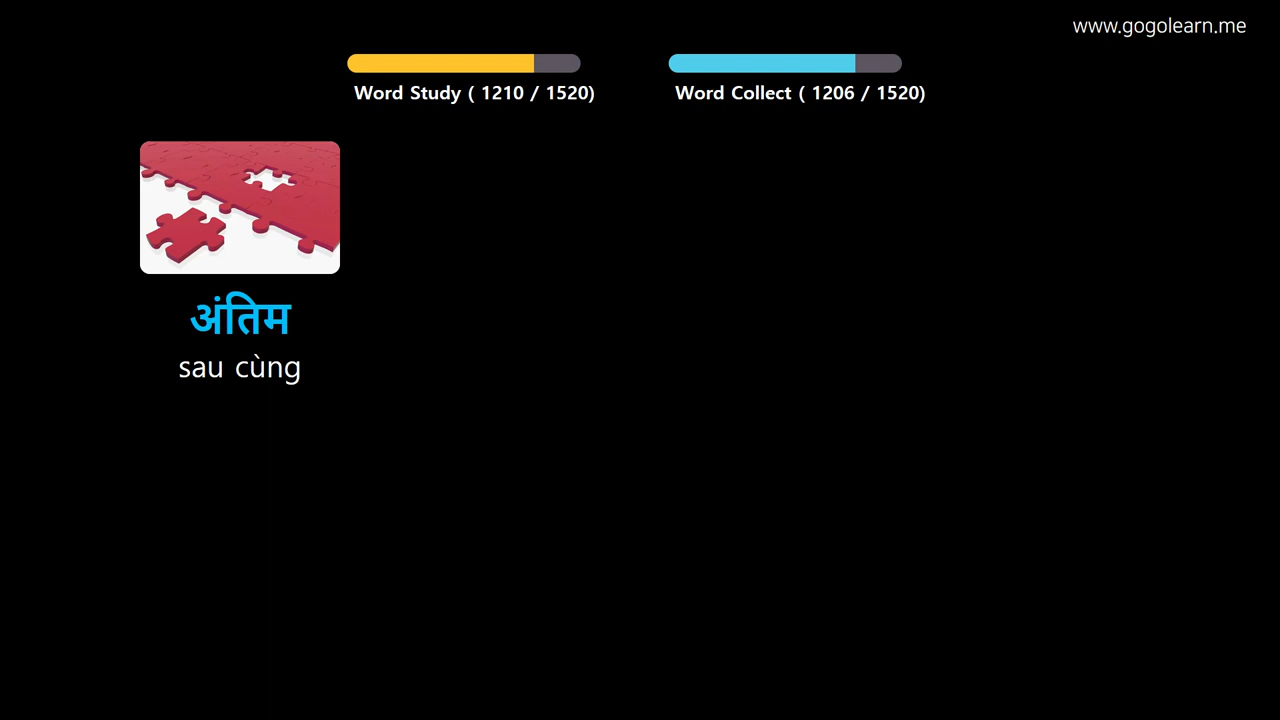 www.gogolearn.me
Word Study ( 1210 / 1520)
Word Collect ( 1206 / 1520)
अंतिम
sau cùng